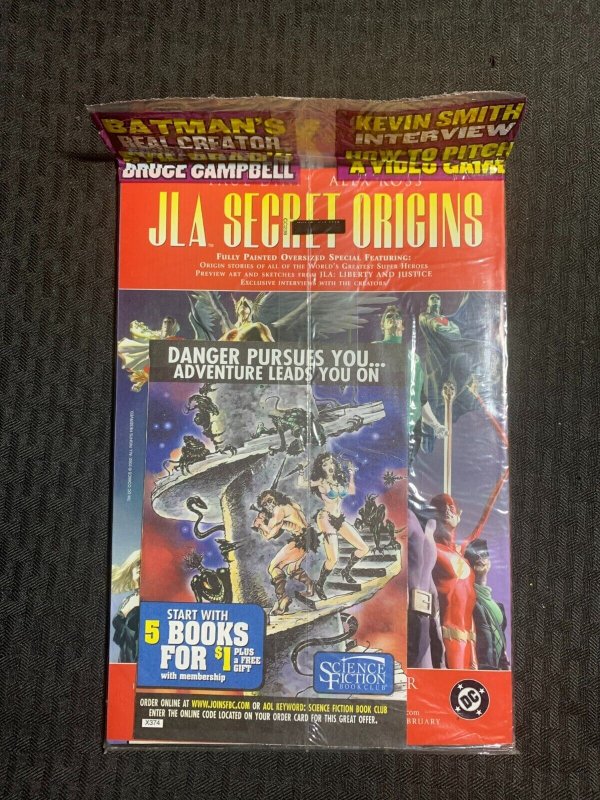 BATMAN'S
REAL CREATOR
BRUCE CAMPBELL
KEVIN SMITH
INTERVIEW
HOW TO PITCH
A VIDEO GAME
ALEX ROSS
JLA SECRET ORIGINS
FULLY PAINTED OVERSIZED SPECIAL FEATURING:
ORIGIN STORIES OF ALL OF THE WORLD'S GREATEST SUPER HEROES
PREVIEW ART AND SKETCHES FROM JLA: LIBERTY AND JUSTICE
EXCLUSIVE INTERVIEWS WITH THE CREATORS
DANGER PURSUES YOU...
ADVENTURE LEADS YOU ON
START WITH
5 BOOKS
FOR $1 PLUS
a FREE
GIFT
with membership
SCIENCE
FICTION
BOOK CLUB
R
DC
.com
BRUARY
ORDER ONLINE AT WWW.JOINSFBC.COM OR AOL KEYWORD: SCIENCE FICTION BOOK CLUB
ENTER THE ONLINE CODE LOCATED ON YOUR ORDER CARD FOR THIS GREAT OFFER.
X374